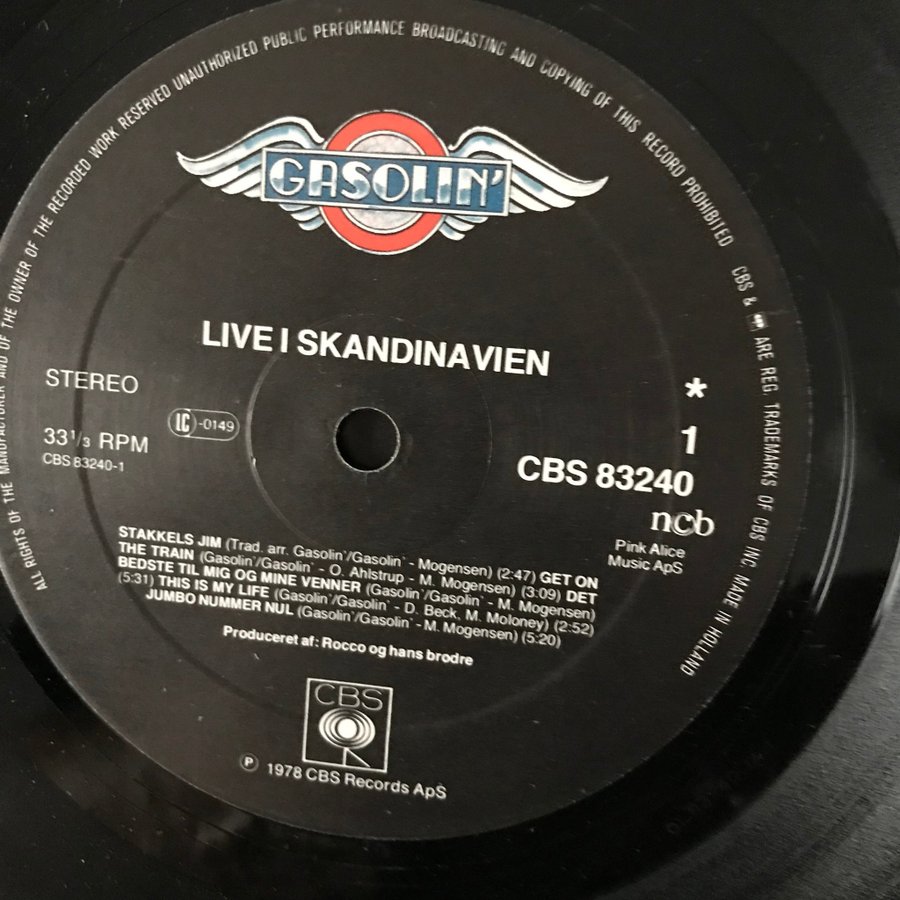 ALL RIGHTS OF THE MANUFACTURER AND OF THE OWNER OF THE RECORDED WORK RESERVED UNAUTHORIZED PUBLIC PERFORMANCE BROADCASTING AND COPYING OF THIS RECORD PROHIBITED
CBS & ARE REG. TRADEMARKS OF CBS INC. MADE IN HOLLAND
GASOLIN'
LIVE I SKANDINAVIEN
STEREO
*
IC -0149
1
33 1/3 RPM
CBS 83240-1
CBS 83240
ncb
Pink Alice
Music ApS
STAKKELS JIM (Trad. arr. Gasolin'/Gasolin' - Mogensen) (2:47) GET ON
THE TRAIN (Gasolin'/Gasolin' - O. Ahlstrup - M. Mogensen) (3:09) DET
BEDSTE TIL MIG OG MINE VENNER (Gasolin'/Gasolin' - M. Mogensen)
(5:31) THIS IS MY LIFE (Gasolin'/Gasolin' - D. Beck, M. Moloney) (2:52)
JUMBO NUMMER NUL (Gasolin'/Gasolin' - M. Mogensen) (5:20)
Produceret af: Rocco og hans brodre
CBS
℗ 1978 CBS Records ApS